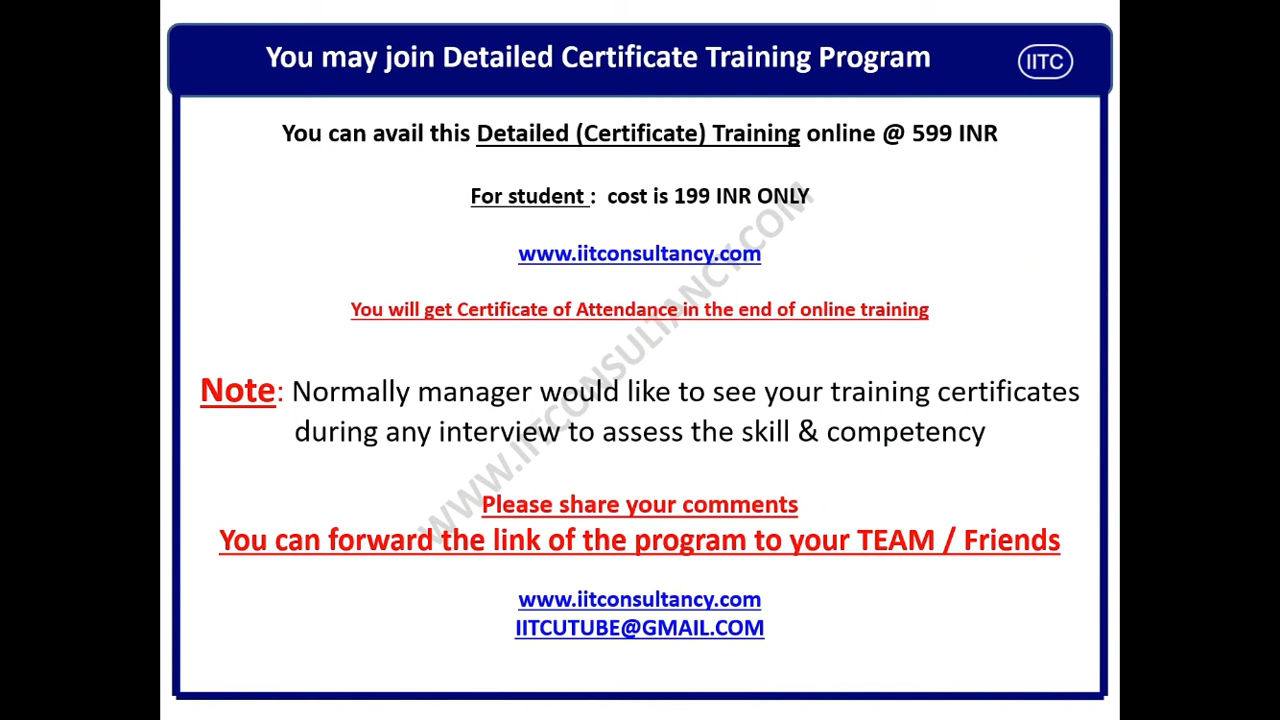 You may join Detailed Certificate Training Program
IITC
You can avail this Detailed (Certificate) Training online @ 599 INR
For student : cost is 199 INR ONLY
www.iitconsultancy.com
You will get Certificate of Attendance in the end of online training
Note: Normally manager would like to see your training certificates
during any interview to assess the skill & competency
Please share your comments
You can forward the link of the program to your TEAM / Friends
www.iitconsultancy.com
IITCUTUBE@GMAIL.COM
WWW.IITCONSULTANCY.COM